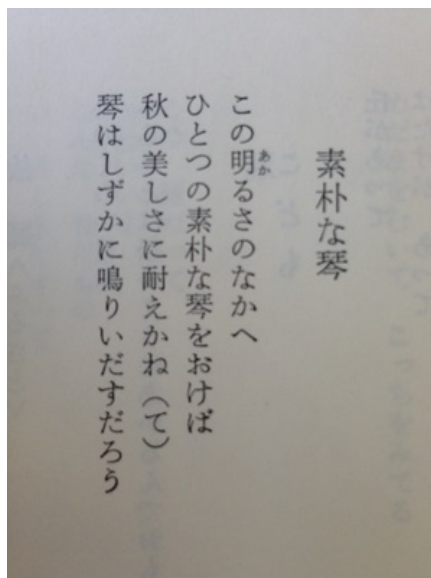 素朴な琴
この明るさのなかへ
ひとつの素朴な琴をおけば
秋の美しさに耐えかね（て）
琴はしずかに鳴りいだすだろう